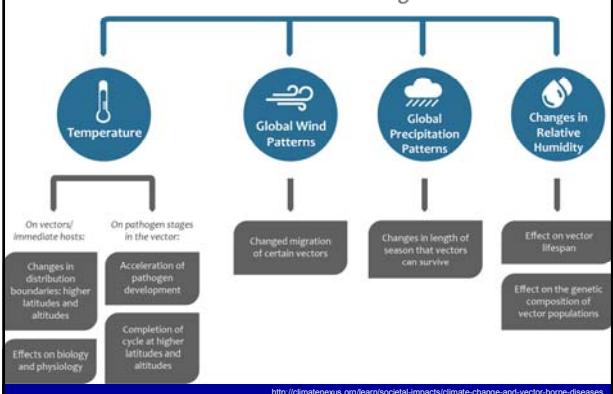 Temperature
Global Wind
Patterns
Global
Precipitation
Patterns
Changes in
Relative
Humidity
On vectors/
immediate hosts:
Changes in
distribution
boundaries: higher
latitudes and
altitudes
Effects on biology
and physiology
On pathogen stages
in the vector:
Acceleration of
pathogen
development
Completion of
cycle at higher
latitudes and
altitudes
Changed migration
of certain vectors
Changes in length of
season that vectors
can survive
Effect on vector
lifespan
Effect on the genetic
composition of
vector populations
http://climatenexus.org/learn/societal-impacts/climate-change-and-vector-borne-diseases